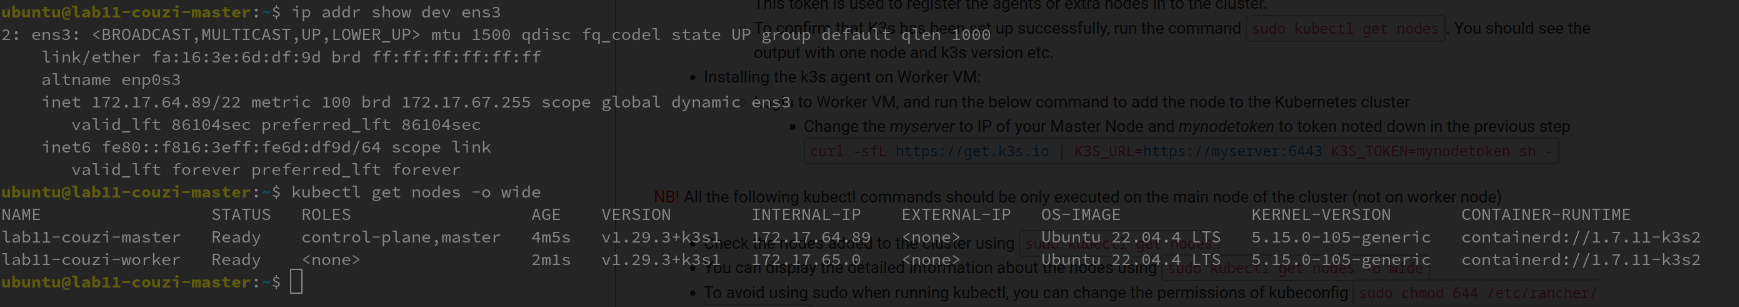 ubuntu@lab11-couzi-master:~$ ip addr show dev ens3
2: ens3: <BROADCAST,MULTICAST,UP,LOWER_UP> mtu 1500 qdisc fq_codel state UP group default qlen 1000
link/ether fa:16:3e:6d:df:9d brd ff:ff:ff:ff:ff:ff
altname enp0s3
inet 172.17.64.89/22 metric 100 brd 172.17.67.255 scope global dynamic ens3
valid_lft 86104sec preferred_lft 86104sec
inet6 fe80::f816:3eff:fe6d:df9d/64 scope link
valid_lft forever preferred_lft forever
ubuntu@lab11-couzi-master:~$ kubectl get nodes -o wide
NAME STATUS ROLES AGE VERSION INTERNAL-IP EXTERNAL-IP OS-IMAGE KERNEL-VERSION CONTAINER-RUNTIME
lab11-couzi-master Ready control-plane,master 4m5s v1.29.3+k3s1 172.17.64.89 <none> Ubuntu 22.04.4 LTS 5.15.0-105-generic containerd://1.7.11-k3s2
lab11-couzi-worker Ready <none> 2m1s v1.29.3+k3s1 172.17.65.0 <none> Ubuntu 22.04.4 LTS 5.15.0-105-generic containerd://1.7.11-k3s2
ubuntu@lab11-couzi-master:~$
This token is used to register the agents or extra nodes in to the cluster.
To confirm that K3s has been set up successfully, run the command sudo kubectl get nodes. You should see the
output with one node and k3s version etc.
• Installing the k3s agent on Worker VM:
to Worker VM, and run the below command to add the node to the Kubernetes cluster
▪ Change the myserver to IP of your Master Node and mynodetoken to token noted down in the previous step
curl -sfL https://get.k3s.io | K3S_URL=https://myserver:6443 K3S_TOKEN=mynodetoken sh -
NB! All the following kubectl commands should be only executed on the main node of the cluster (not on worker node)
• Check the nodes added to the cluster using sudo kubectl get nodes
• You can display the detailed information about the nodes using sudo kubectl get nodes -o wide
• To avoid using sudo when running kubectl, you can change the permissions of kubeconfig sudo chmod 644 /etc/rancher/